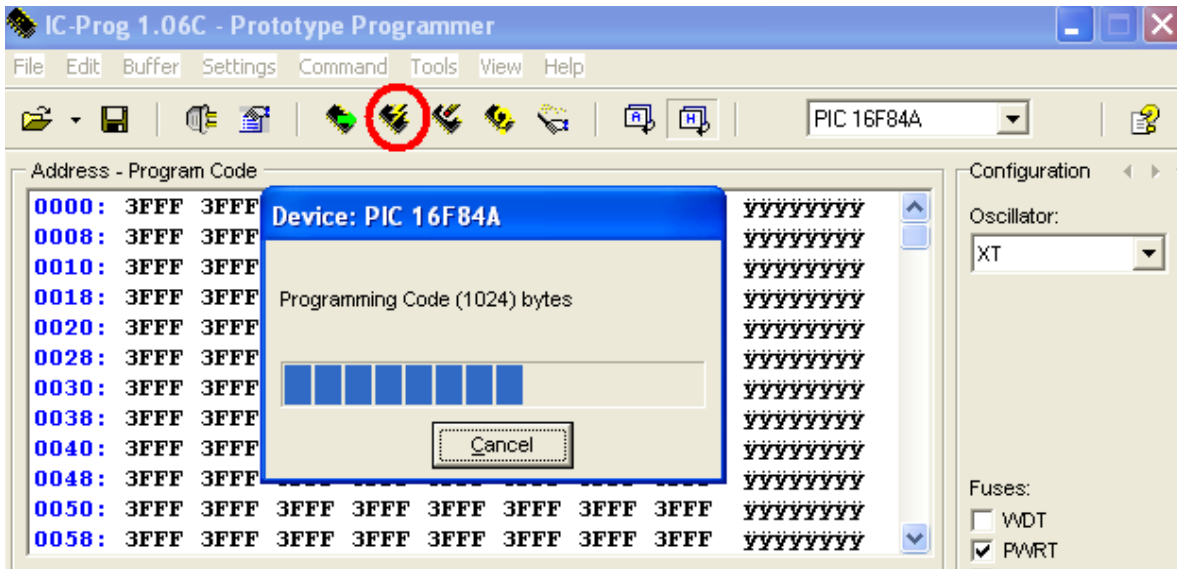 IC-Prog 1.06C - Prototype Programmer
File Edit Buffer Settings Command Tools View Help
PIC 16F84A
Address - Program Code
Configuration
0000: 3FFF 3FFF ÿÿÿÿÿÿÿÿ
0008: 3FFF 3FFF ÿÿÿÿÿÿÿÿ
0010: 3FFF 3FFF ÿÿÿÿÿÿÿÿ
0018: 3FFF 3FFF ÿÿÿÿÿÿÿÿ
0020: 3FFF 3FFF ÿÿÿÿÿÿÿÿ
0028: 3FFF 3FFF ÿÿÿÿÿÿÿÿ
0030: 3FFF 3FFF ÿÿÿÿÿÿÿÿ
0038: 3FFF 3FFF ÿÿÿÿÿÿÿÿ
0040: 3FFF 3FFF ÿÿÿÿÿÿÿÿ
0048: 3FFF 3FFF ÿÿÿÿÿÿÿÿ
0050: 3FFF 3FFF 3FFF 3FFF 3FFF 3FFF 3FFF 3FFF ÿÿÿÿÿÿÿÿ
0058: 3FFF 3FFF 3FFF 3FFF 3FFF 3FFF 3FFF 3FFF ÿÿÿÿÿÿÿÿ
Device: PIC 16F84A
Programming Code (1024) bytes
Cancel
Oscillator:
XT
Fuses:
WDT
PWRT